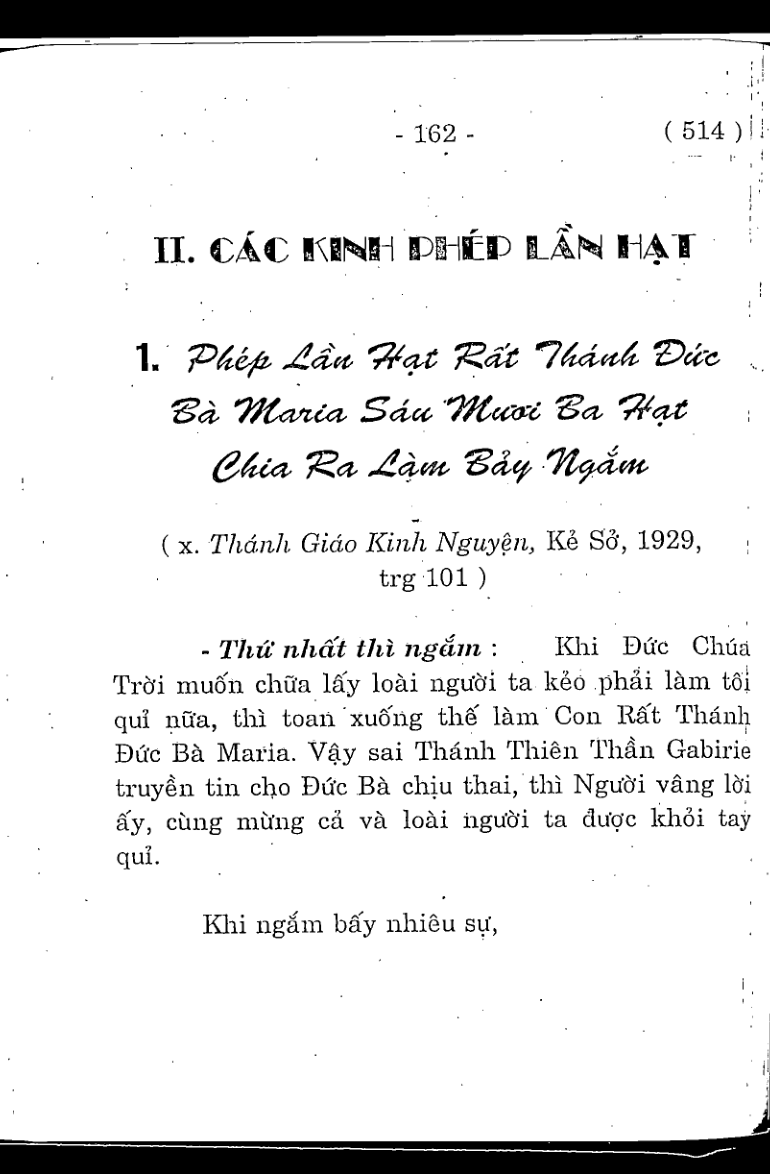 - 162 - ( 514 )
II. CÁC KINH PHÉP LẦN HẠT
1. Phép Lần Hạt Rất Thánh Đức
Bà Maria Sáu Mươi Ba Hạt
Chia Ra Làm Bảy Ngắm
( x. Thánh Giáo Kinh Nguyện, Kẻ Sở, 1929,
trg 101 )
- Thứ nhất thì ngắm : Khi Đức Chúa
Trời muốn chữa lấy loài người ta kẻo phải làm tôi
quỉ nữa, thì toan xuống thế làm Con Rất Thánh
Đức Bà Maria. Vậy sai Thánh Thiên Thần Gabirie
truyền tin cho Đức Bà chịu thai, thì Người vâng lời
ấy, cùng mừng cả và loài người ta được khỏi tay
quỉ.
Khi ngắm bấy nhiêu sự,